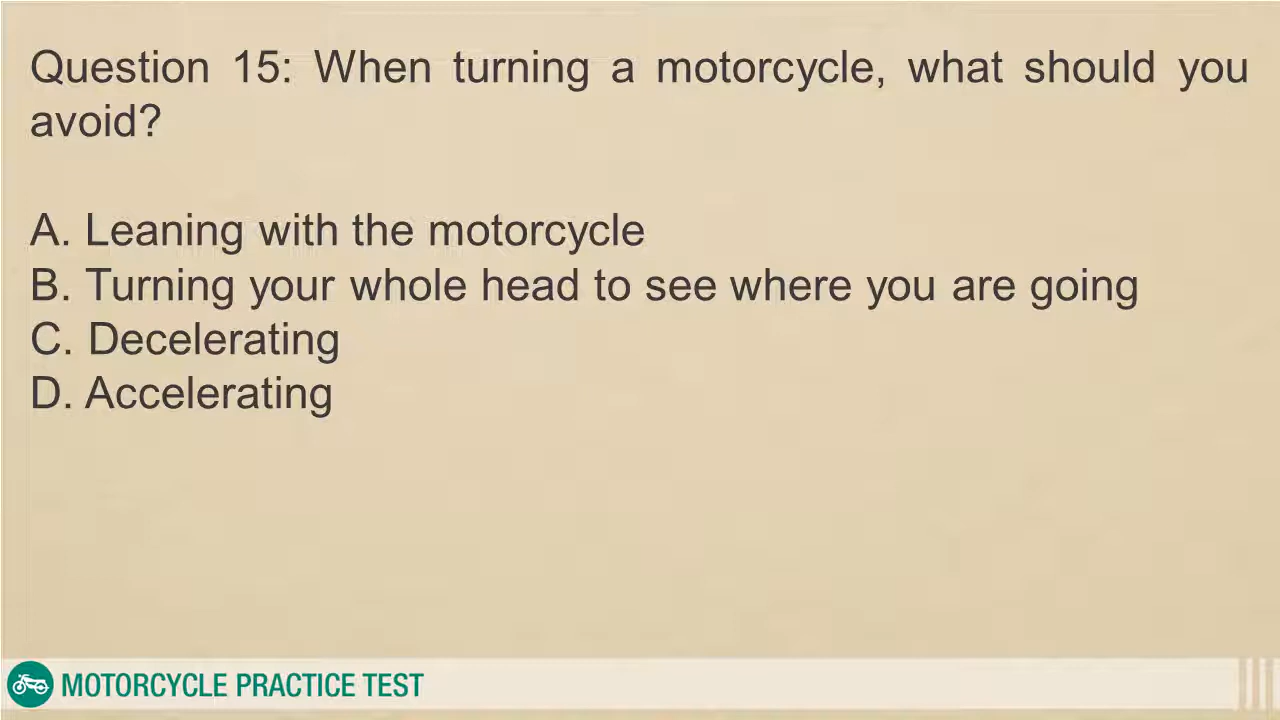 Question 15: When turning a motorcycle, what should you
avoid?
A. Leaning with the motorcycle
B. Turning your whole head to see where you are going
C. Decelerating
D. Accelerating
MOTORCYCLE PRACTICE TEST